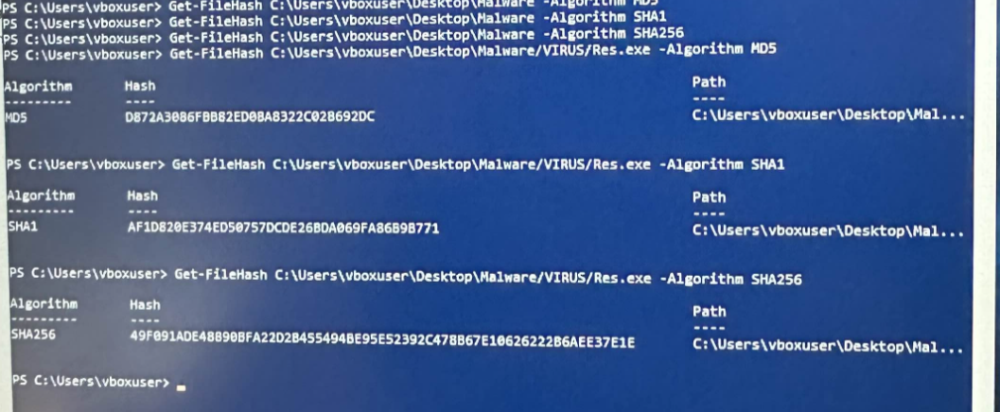 PS C:\Users\vboxuser> Get-FileHash C:\Users\vboxuser\Desktop\Malware -Algorithm MD5
PS C:\Users\vboxuser> Get-FileHash C:\Users\vboxuser\Desktop\Malware -Algorithm SHA1
PS C:\Users\vboxuser> Get-FileHash C:\Users\vboxuser\Desktop\Malware -Algorithm SHA256
PS C:\Users\vboxuser> Get-FileHash C:\Users\vboxuser\Desktop\Malware/VIRUS/Res.exe -Algorithm MD5
Algorithm Hash Path
--------- ---- ----
MD5 D872A3086FBB82ED0BA8322C02B692DC C:\Users\vboxuser\Desktop\Mal...
PS C:\Users\vboxuser> Get-FileHash C:\Users\vboxuser\Desktop\Malware/VIRUS/Res.exe -Algorithm SHA1
Algorithm Hash Path
--------- ---- ----
SHA1 AF1D820E374ED50757DCDE26BDA069FA86B9B771 C:\Users\vboxuser\Desktop\Mal...
PS C:\Users\vboxuser> Get-FileHash C:\Users\vboxuser\Desktop\Malware/VIRUS/Res.exe -Algorithm SHA256
Algorithm Hash Path
--------- ---- ----
SHA256 49F091ADE48890BFA22D2B455494BE95E52392C478B67E10626222B6AEE37E1E C:\Users\vboxuser\Desktop\Mal...
PS C:\Users\vboxuser>